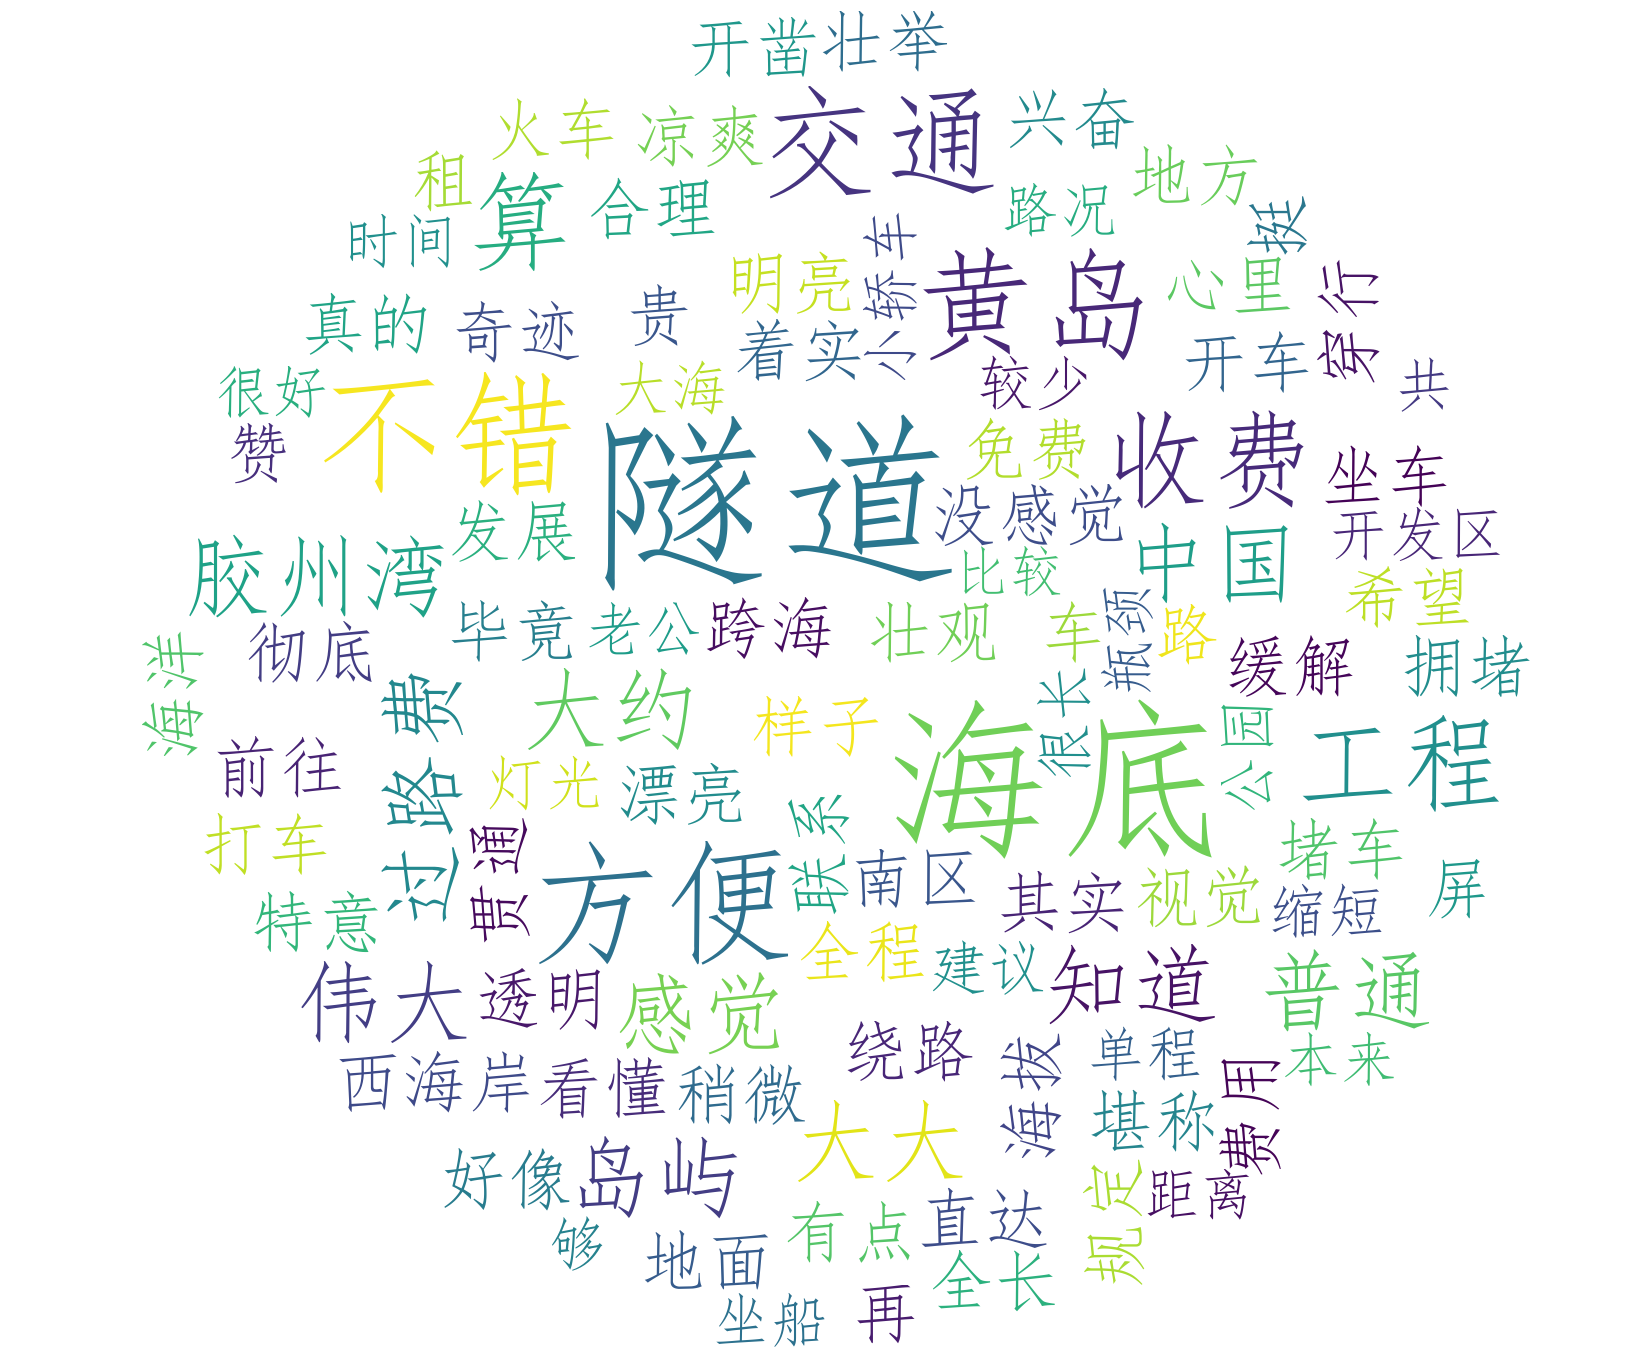 开凿
壮举
交通
兴奋
火车
凉爽
租
算
合理
地方
路况
挺
时间
小轿车
明亮
黄岛
心里
穿行
真的
奇迹
贵
着实
开车
很好
不错
大海
较少
共
赞
隧道
免费
收费
坐车
发展
没感觉
开发区
胶州湾
比较
中国
希望
毕竟
老公
跨海
壮观
车
瓶颈
路
缓解
拥堵
彻底
海洋
过路费
大约
样子
海底
很长
公园
工程
前往
灯光
漂亮
打车
贯通
方便
联系
南区
其实
视觉
堵车
缩短
屏
特意
全程
建议
知道
普通
伟大
透明
感觉
绕路
海拔
单程
费用
本来
西海岸
看懂
稍微
大大
堪称
好像
岛屿
规定
距离
有点
直达
够
地面
全长
坐船
再